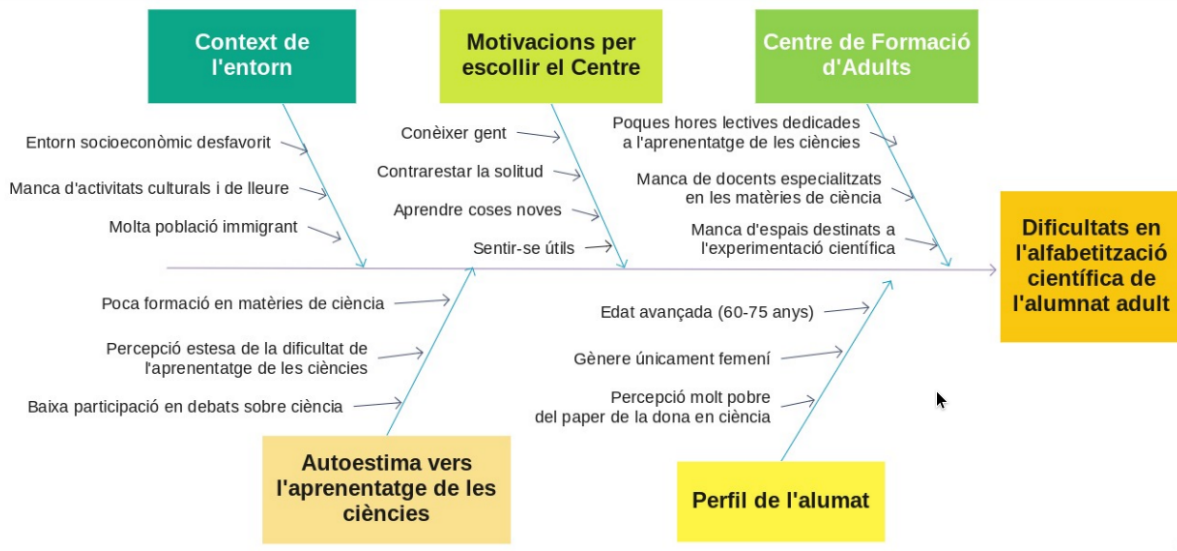 Context de
l'entorn
Motivacions per
escollir el Centre
Centre de Formació
d'Adults
Entorn socioeconòmic desfavorit
Manca d'activitats culturals i de lleure
Molta població immigrant
Conèixer gent
Contrarestar la solitud
Aprendre coses noves
Sentir-se útils
Poques hores lectives dedicades
a l'aprenentatge de les ciències
Manca de docents especialitzats
en les matèries de ciència
Manca d'espais destinats a
l'experimentació científica
Dificultats en
l'alfabetització
científica de
l'alumnat adult
Poca formació en matèries de ciència
Percepció estesa de la dificultat de
l'aprenentatge de les ciències
Baixa participació en debats sobre ciència
Edat avançada (60-75 anys)
Gènere únicament femení
Percepció molt pobre
del paper de la dona en ciència
Autoestima vers
l'aprenentatge de les
ciències
Perfil de l'alumat